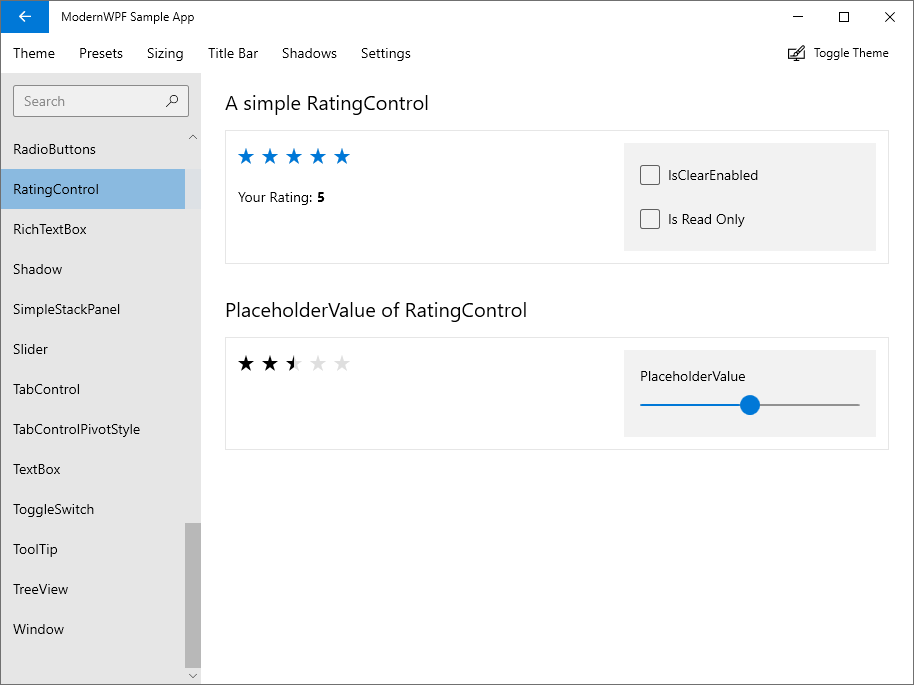 ModernWPF Sample App
Theme Presets Sizing Title Bar Shadows Settings Toggle Theme
Search
RadioButtons
RatingControl
RichTextBox
Shadow
SimpleStackPanel
Slider
TabControl
TabControlPivotStyle
TextBox
ToggleSwitch
ToolTip
TreeView
Window
A simple RatingControl
Your Rating: 5
IsClearEnabled
Is Read Only
PlaceholderValue of RatingControl
PlaceholderValue